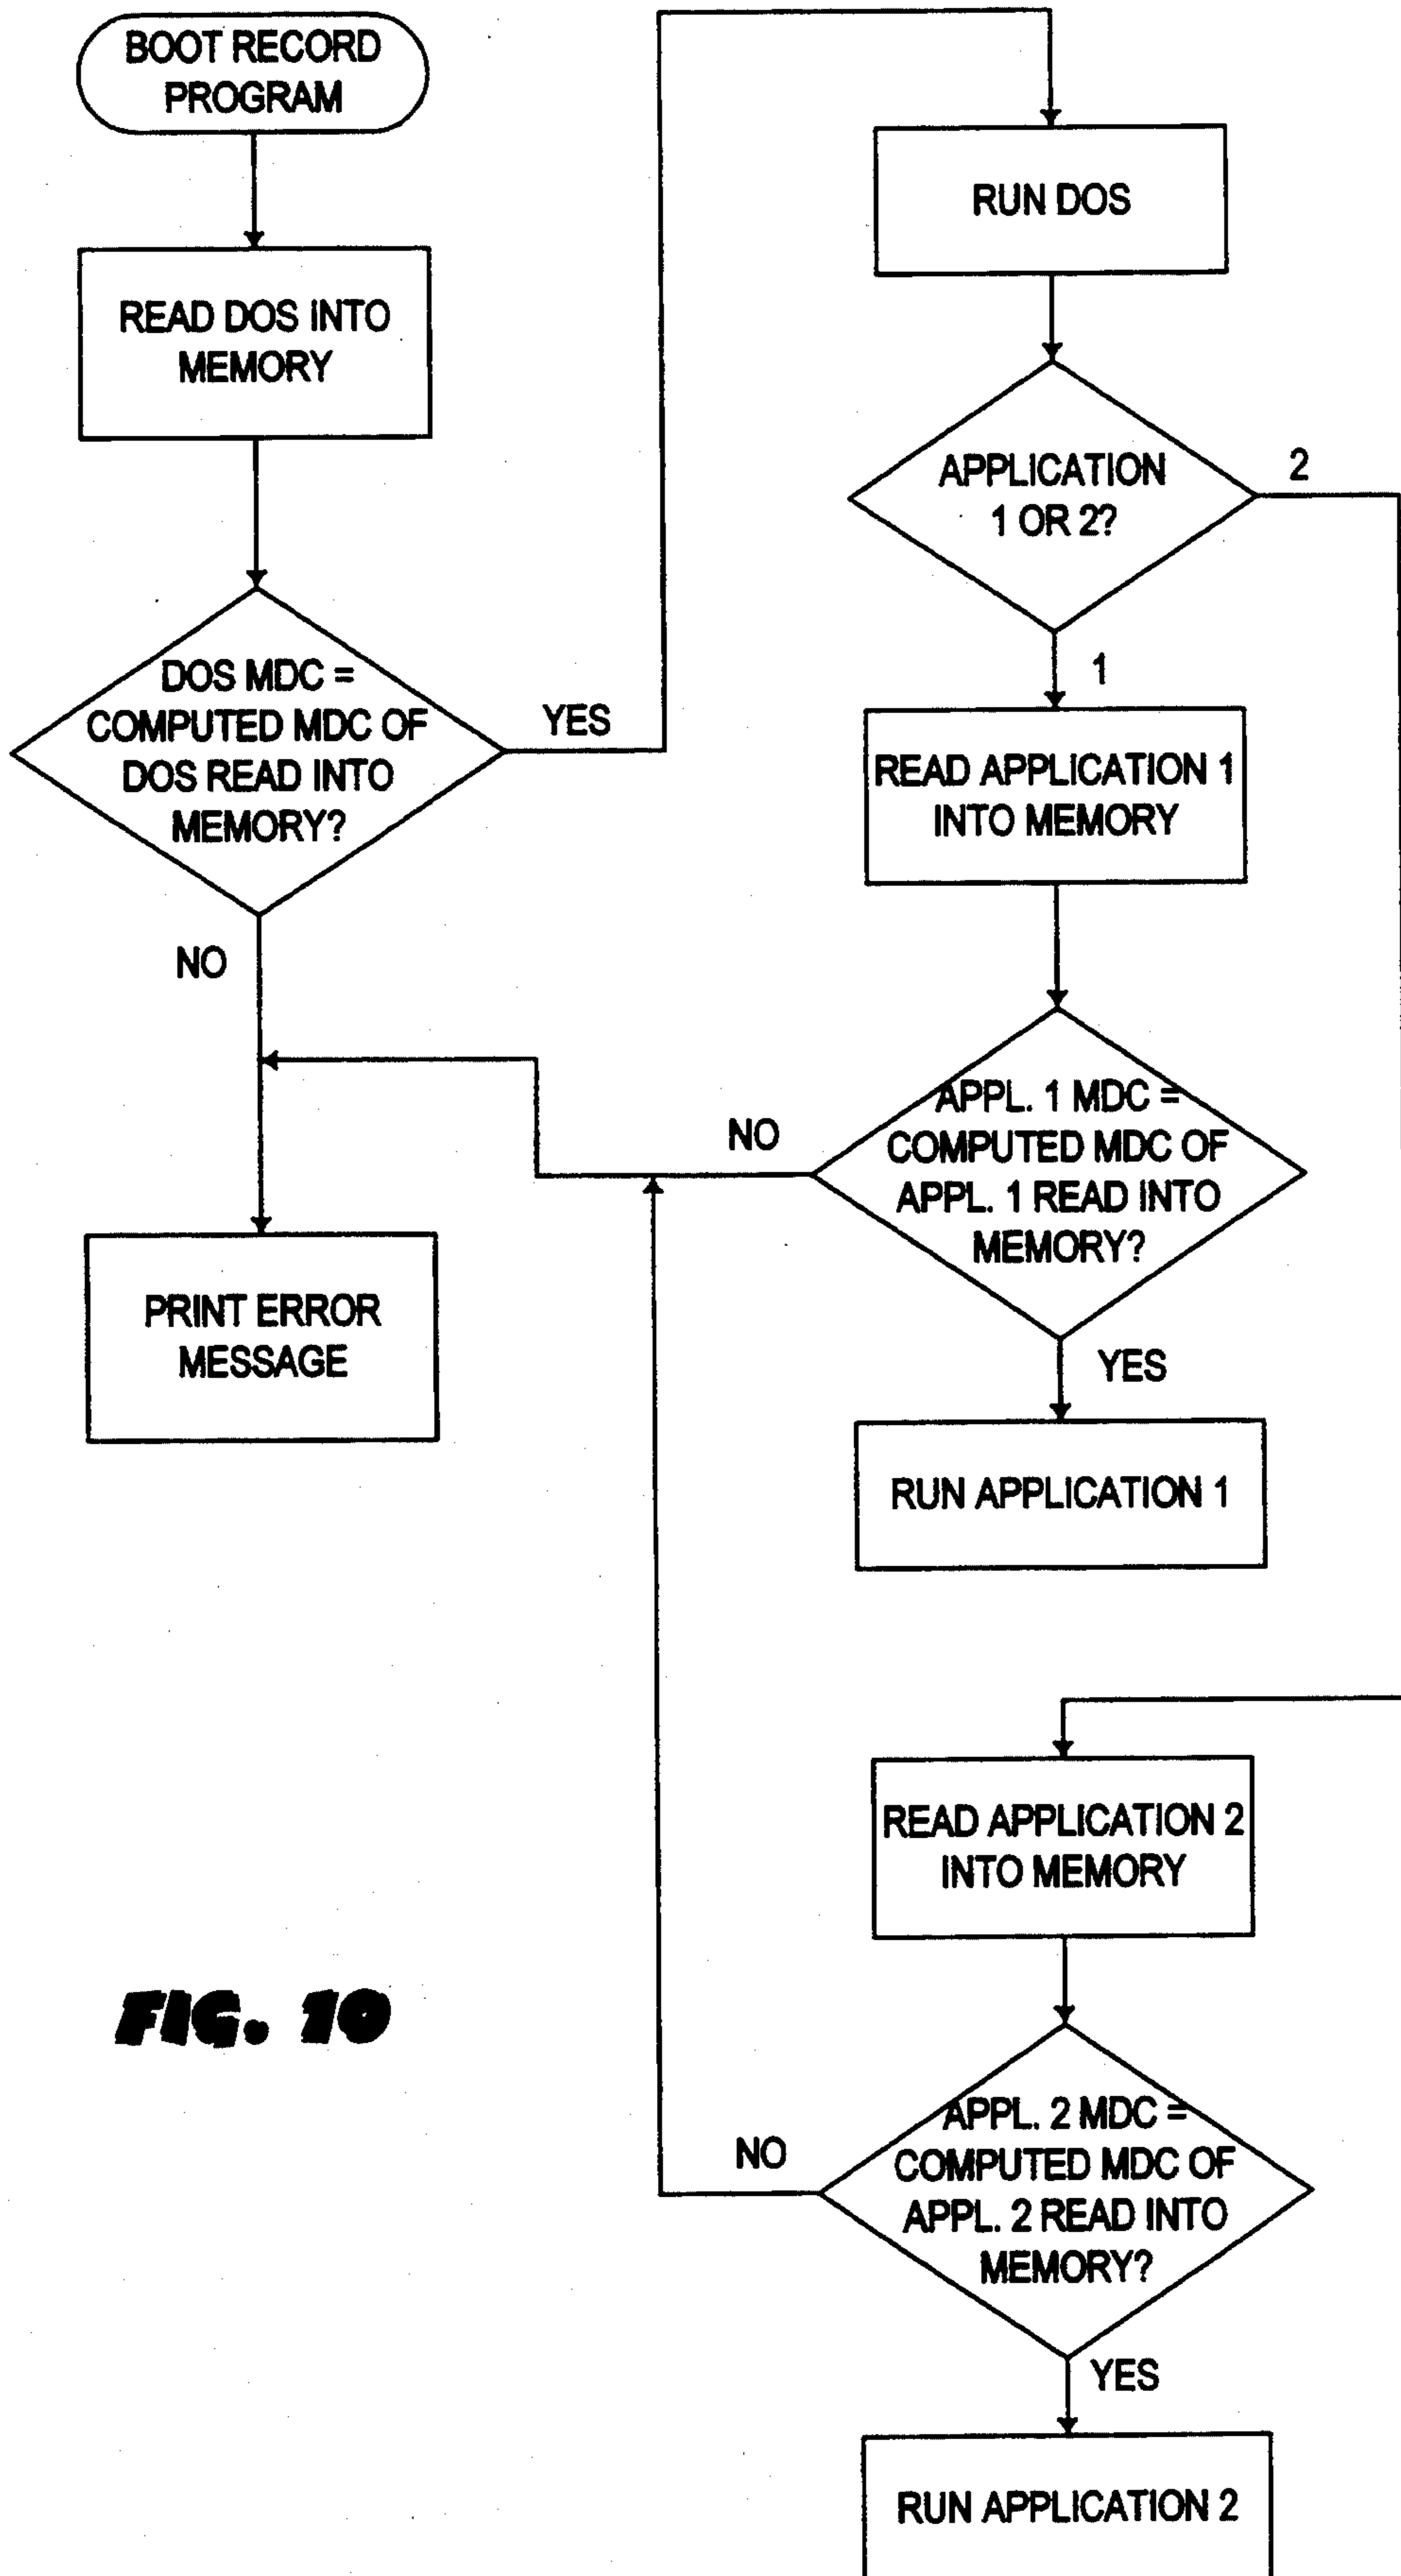 BOOT RECORD
PROGRAM
READ DOS INTO
MEMORY
DOS MDC =
COMPUTED MDC OF
DOS READ INTO
MEMORY?
YES
NO
PRINT ERROR
MESSAGE
RUN DOS
APPLICATION
1 OR 2?
2
1
READ APPLICATION 1
INTO MEMORY
APPL. 1 MDC =
COMPUTED MDC OF
APPL. 1 READ INTO
MEMORY?
NO
YES
RUN APPLICATION 1
READ APPLICATION 2
INTO MEMORY
APPL. 2 MDC =
COMPUTED MDC OF
APPL. 2 READ INTO
MEMORY?
NO
YES
RUN APPLICATION 2
FIG. 10